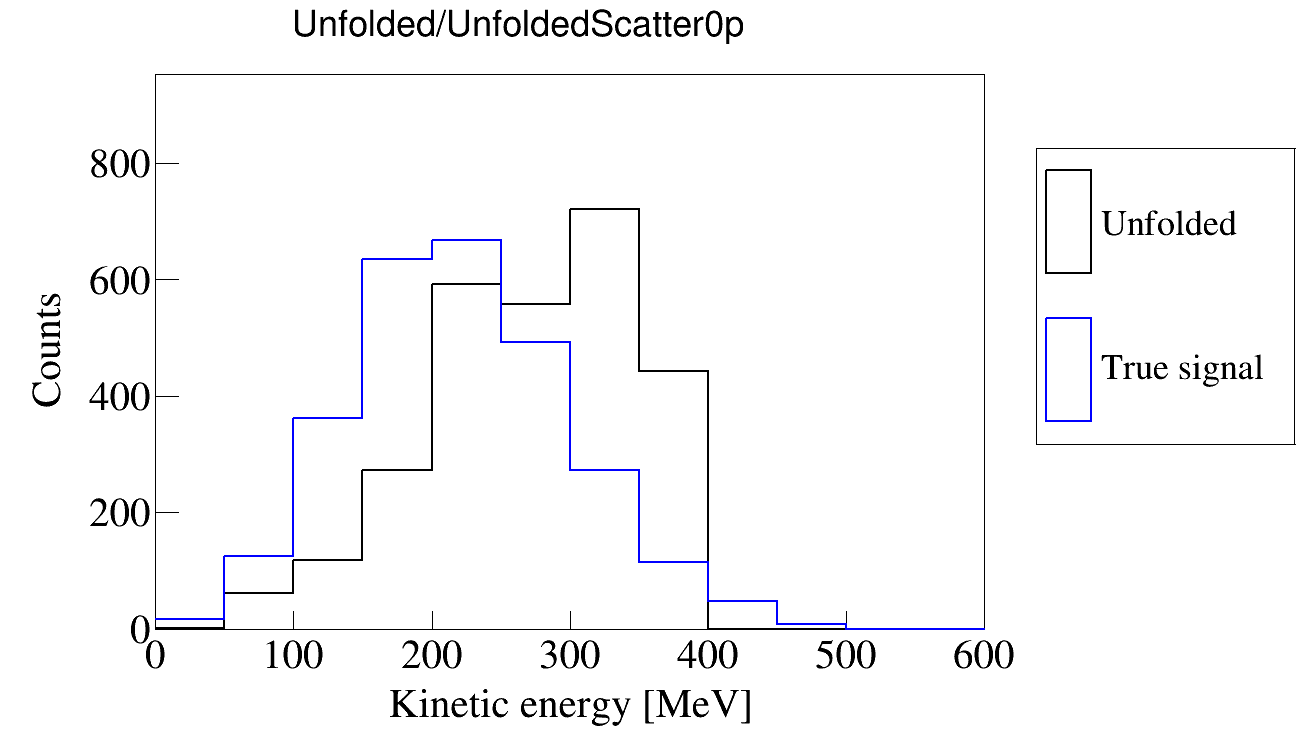 Unfolded/UnfoldedScatter0p
800
600
400
200
0
Counts
0 100 200 300 400 500 600
Kinetic energy [MeV]
Unfolded
True signal